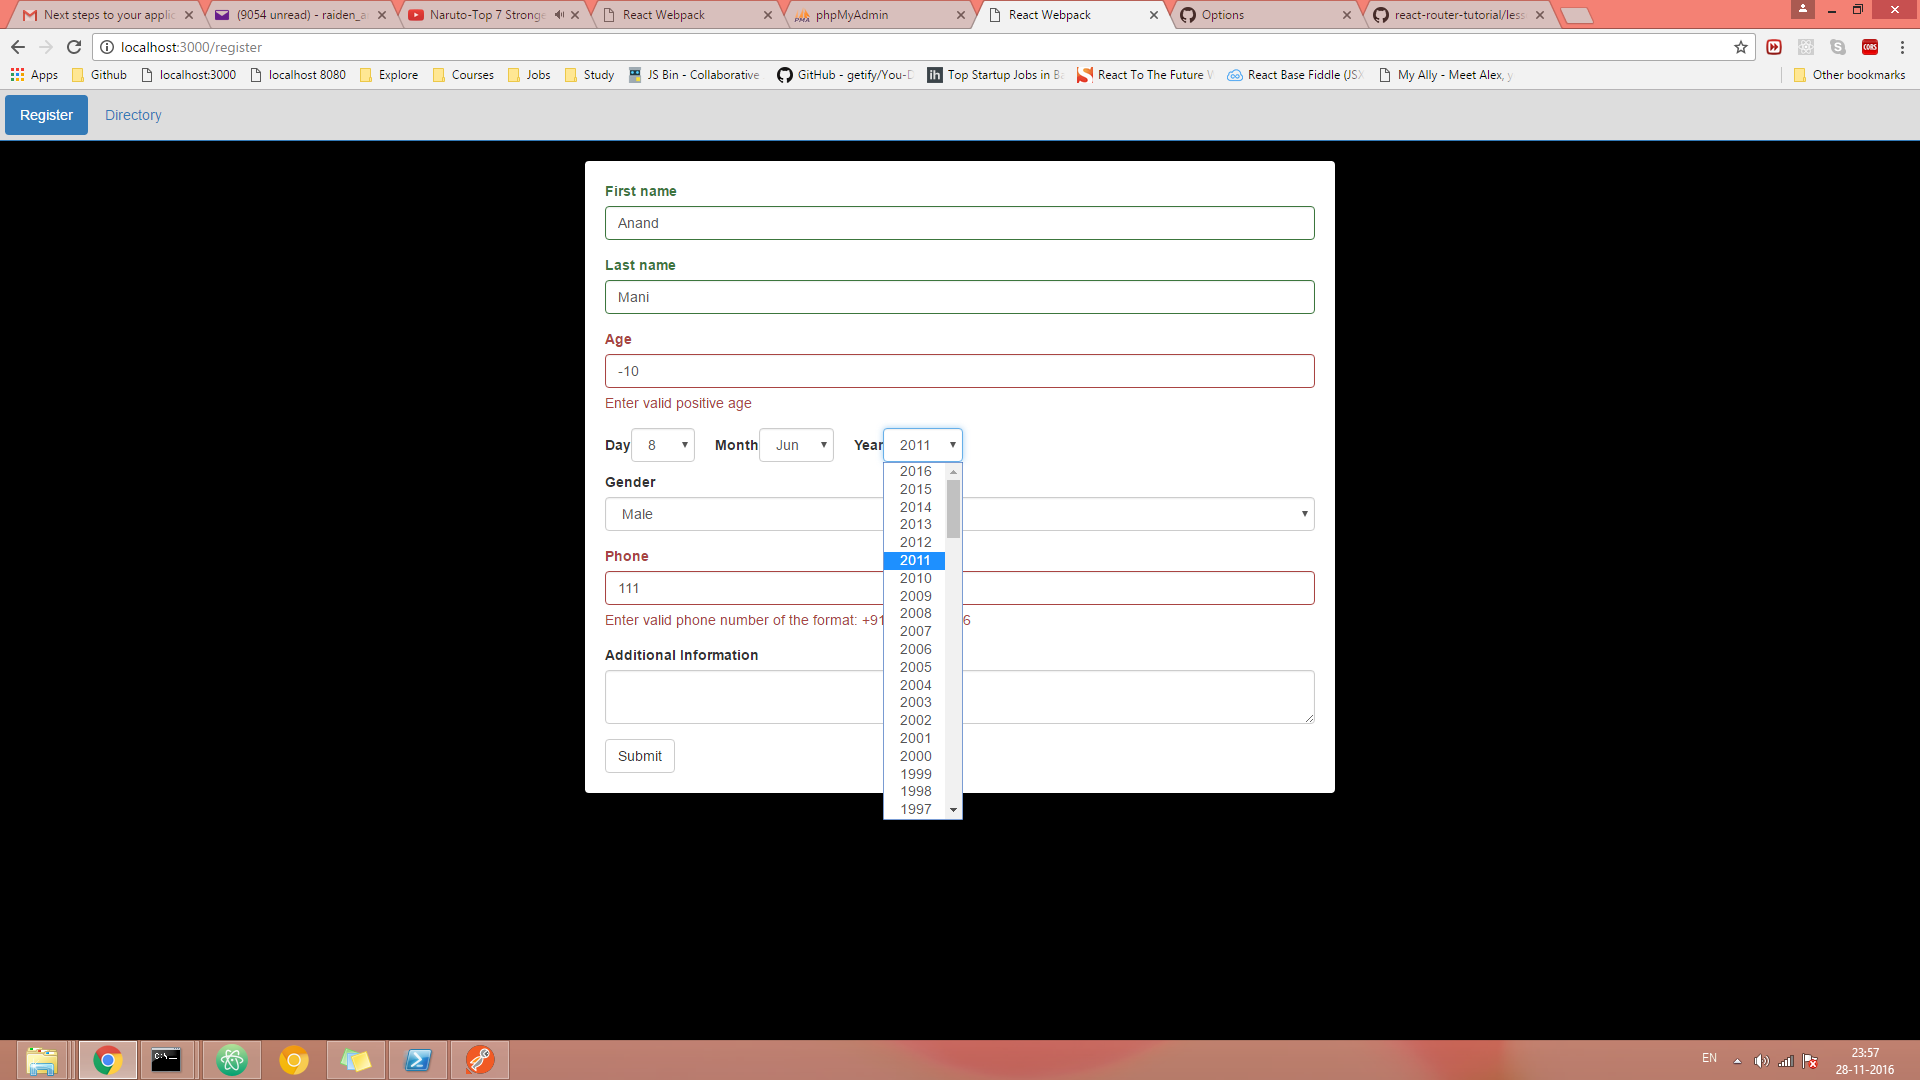 Next steps to your applic
(9054 unread) - raiden_a
Naruto-Top 7 Stronge
React Webpack
phpMyAdmin
React Webpack
Options
react-router-tutorial/less
localhost:3000/register
Apps
Github
localhost:3000
localhost 8080
Explore
Courses
Jobs
Study
JS Bin - Collaborative
GitHub - getify/You-D
Top Startup Jobs in Ba
React To The Future
React Base Fiddle (JSX
My Ally - Meet Alex, y
Other bookmarks
Register
Directory
First name
Anand
Last name
Mani
Age
-10
Enter valid positive age
Day 8 Month Jun Year 2011
2016
2015
2014
2013
2012
2011
2010
2009
2008
2007
2006
2005
2004
2003
2002
2001
2000
1999
1998
1997
Gender
Male
Phone
111
Enter valid phone number of the format: +91 6
Additional Information
Submit
EN
23:57
28-11-2016